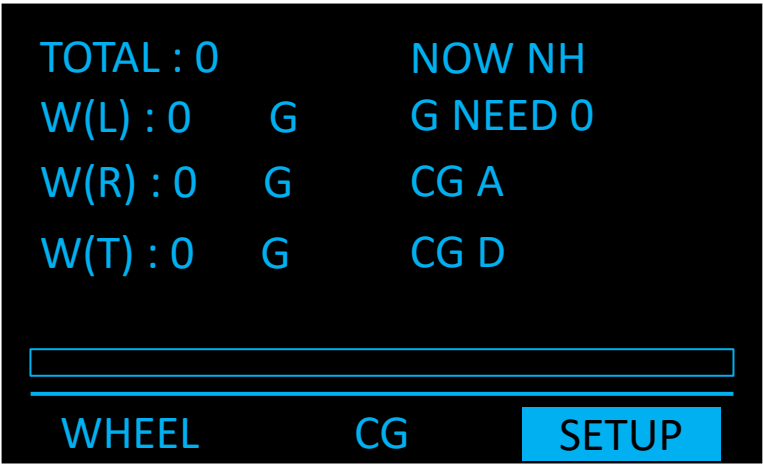 TOTAL : 0 NOW NH
W(L) : 0 G G NEED 0
W(R) : 0 G CG A
W(T) : 0 G CG D
WHEEL CG SETUP